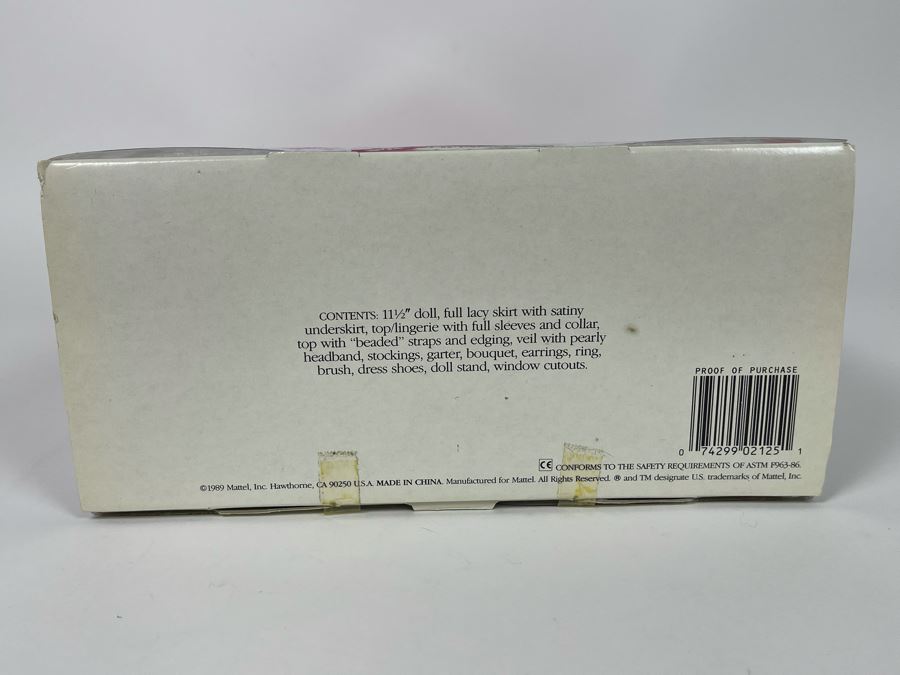 CONTENTS: 11½" doll, full lacy skirt with satiny
underskirt, top/lingerie with full sleeves and collar,
top with “beaded” straps and edging, veil with pearly
headband, stockings, garter, bouquet, earrings, ring,
brush, dress shoes, doll stand, window cutouts.
PROOF OF PURCHASE
0 74299 02125 1
CE CONFORMS TO THE SAFETY REQUIREMENTS OF ASTM F963-86.
©1989 Mattel, Inc. Hawthorne, CA 90250 U.S.A. MADE IN CHINA. Manufactured for Mattel. All Rights Reserved. ® and TM designate U.S. trademarks of Mattel, Inc.